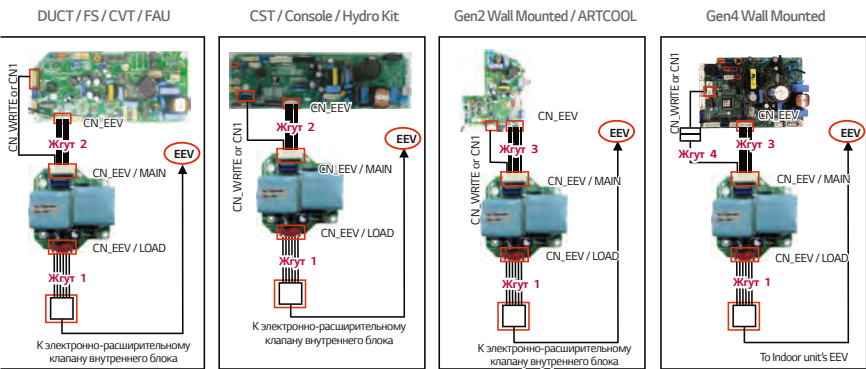 DUCT / FS / CVT / FAU
CN_WRITE or CN1
CN_EEV
Жгут 2
EEV
CN_EEV / MAIN
CN_EEV / LOAD
Жгут 1
К электронно-расширительному
клапану внутреннего блока
CST / Console / Hydro Kit
CN_EEV
Жгут 2
CN_WRITE or CN1
EEV
CN_EEV / MAIN
CN_EEV / LOAD
Жгут 1
К электронно-расширительному
клапану внутреннего блока
Gen2 Wall Mounted / ARTCOOL
CN_EEV
EEV
Жгут 3
CN_WRITE or CN1
CN_EEV / MAIN
CN_EEV / LOAD
Жгут 1
К электронно-расширительному
клапану внутреннего блока
Gen4 Wall Mounted
CN_WRITE or CN1
CN_EEV
EEV
Жгут 3
Жгут 4
CN_EEV / MAIN
CN_EEV / LOAD
Жгут 1
To Indoor unit's EEV